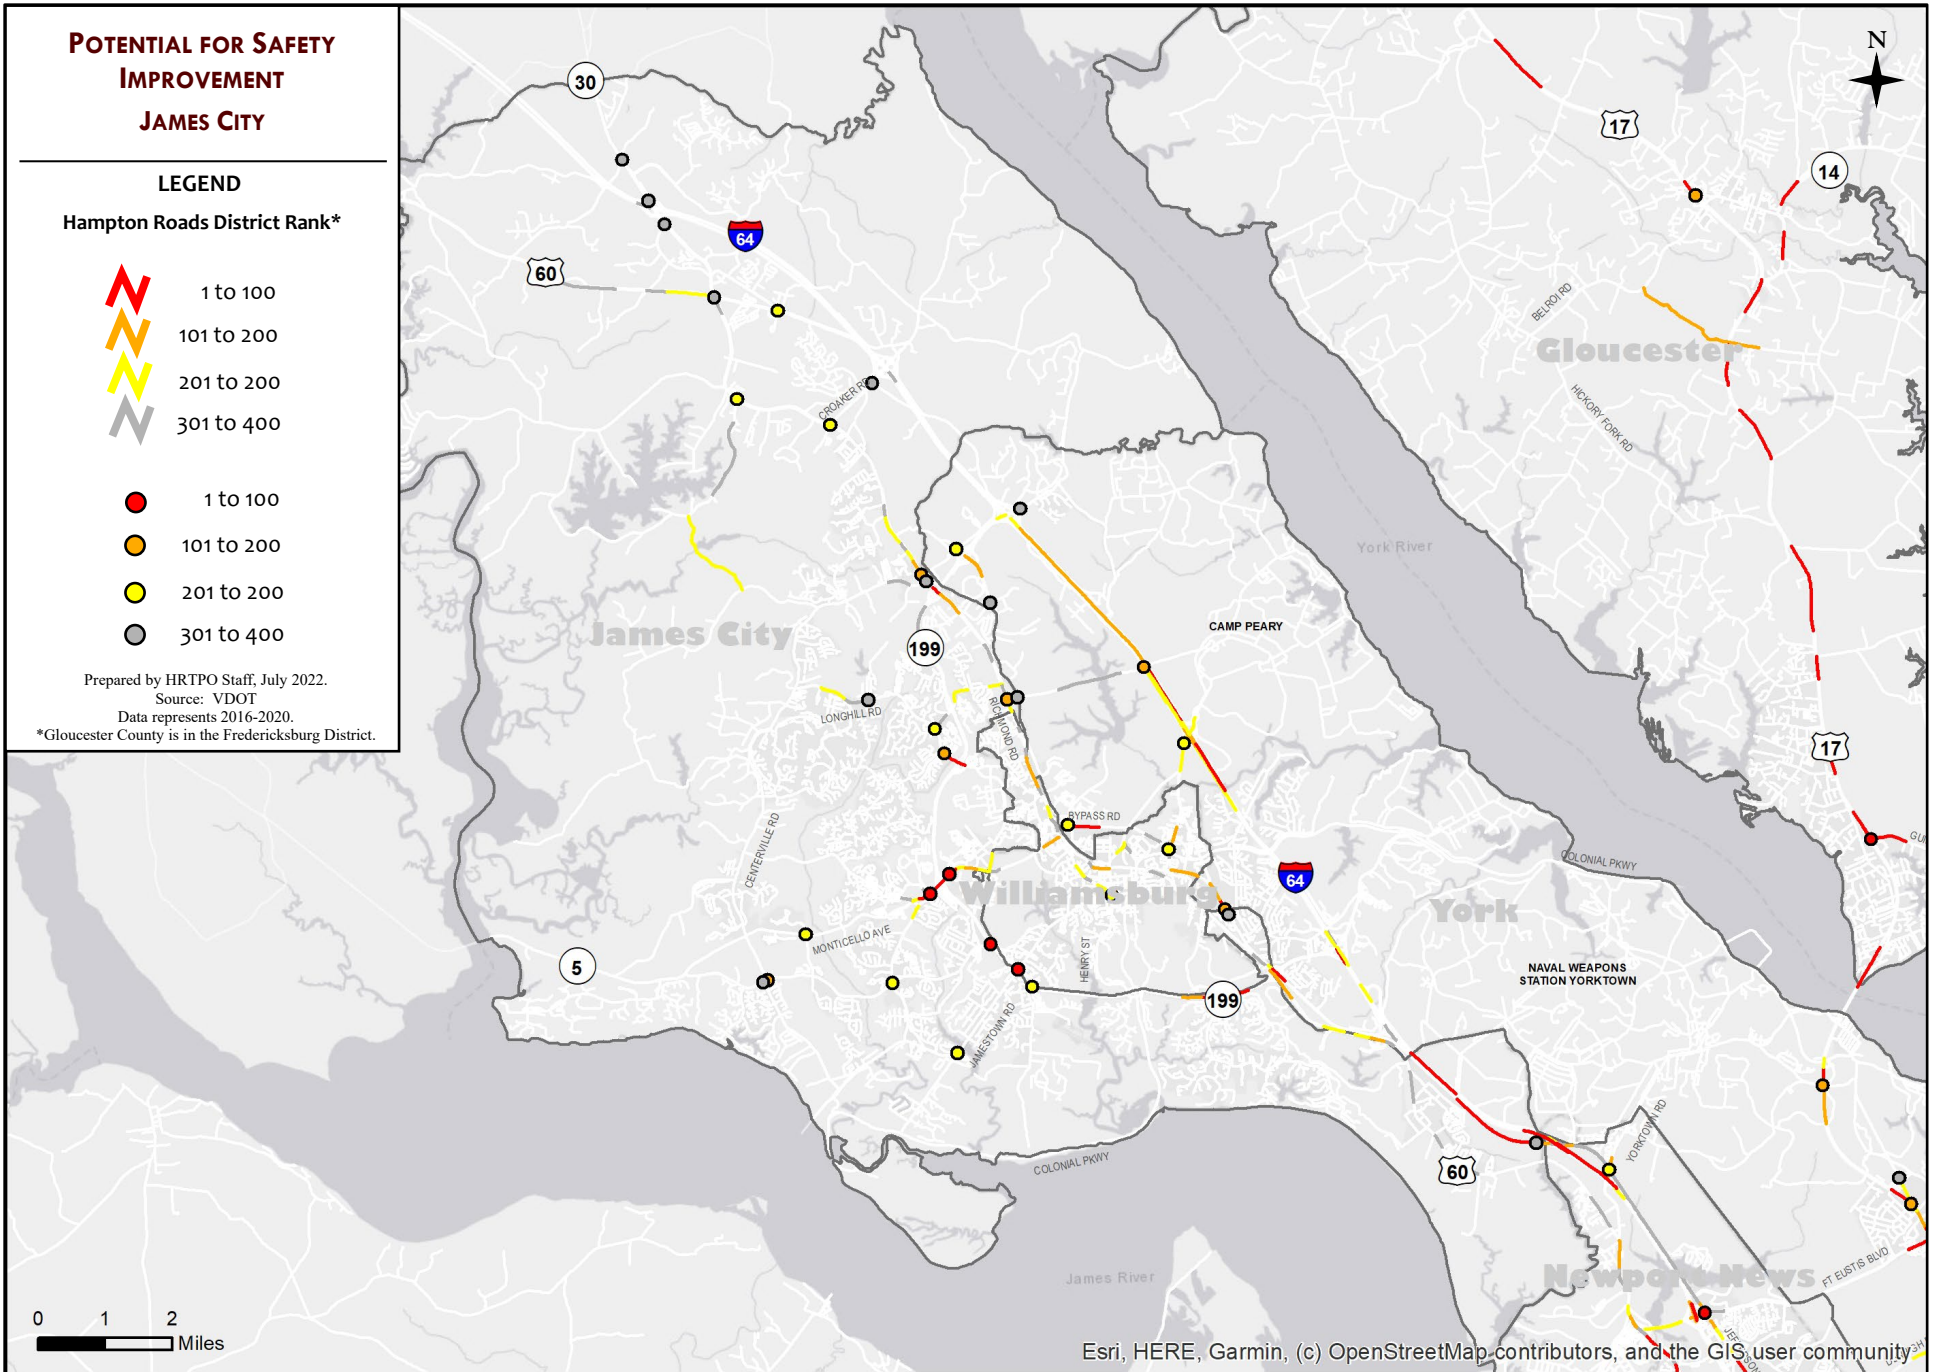 POTENTIAL FOR SAFETY
IMPROVEMENT
JAMES CITY
LEGEND
Hampton Roads District Rank*
1 to 100
101 to 200
201 to 200
301 to 400
1 to 100
101 to 200
201 to 200
301 to 400
Prepared by HRTPO Staff, July 2022.
Source: VDOT
Data represents 2016-2020.
*Gloucester County is in the Fredericksburg District.
N
30
17
14
64
60
BELROI RD
Gloucester
CROAKER RD
HICKORY FORK RD
York River
CAMP PEARY
James City
199
LONGHILL RD
RICHMOND RD
17
BYPASS RD
CENTERVILLE RD
COLONIAL PKWY
64
Williamsburg
York
MONTICELLO AVE
HENRY ST
5
NAVAL WEAPONS
STATION YORKTOWN
199
JAMESTOWN RD
COLONIAL PKWY
YORKTOWN RD
60
James River
Newport News
FT EUSTIS BLVD
0 1 2
Miles
Esri, HERE, Garmin, (c) OpenStreetMap contributors, and the GIS user community